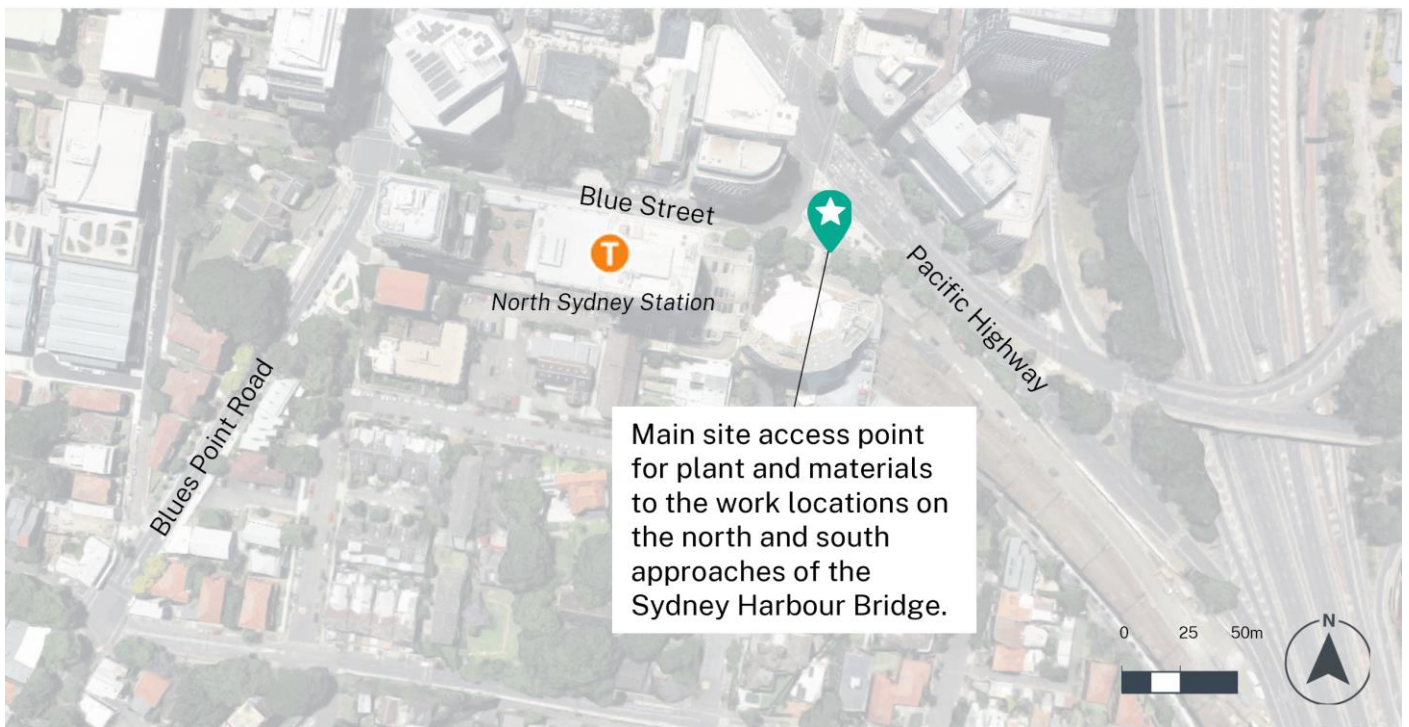 Blue Street
T
North Sydney Station
Pacific Highway
Blues Point Road
Main site access point
for plant and materials
to the work locations on
the north and south
approaches of the
Sydney Harbour Bridge.
0 25 50m
N